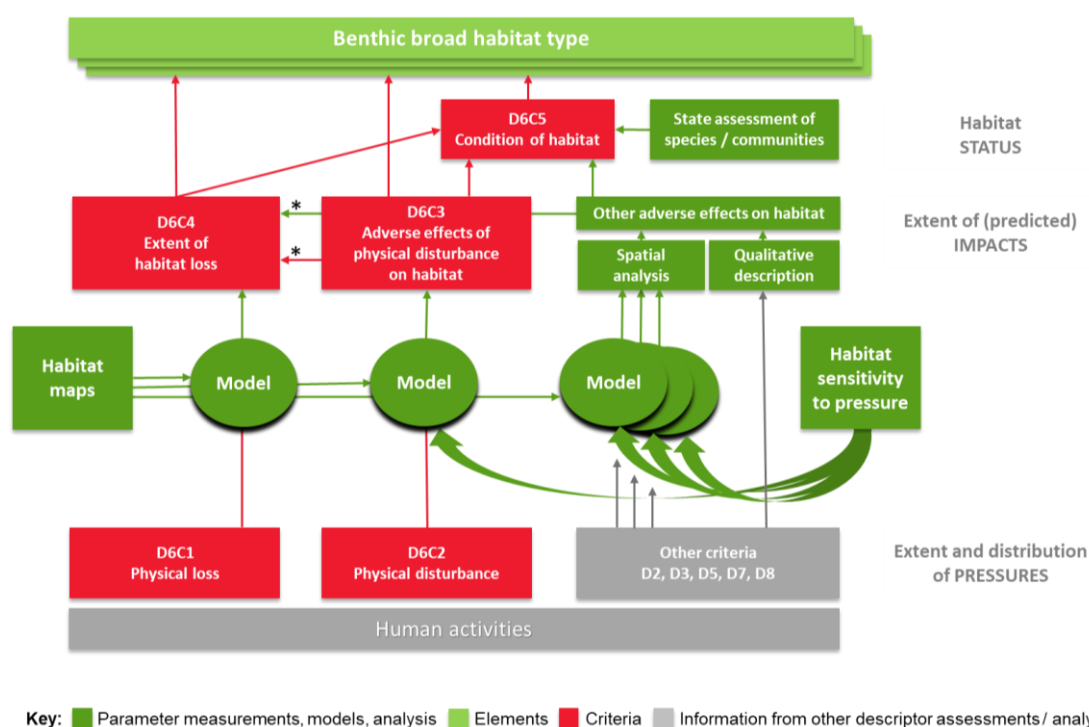 Benthic broad habitat type
D6C5
Condition of habitat
State assessment of
species / communities
Habitat
STATUS
D6C4
Extent of
habitat loss
*
*
D6C3
Adverse effects of
physical disturbance
on habitat
Other adverse effects on habitat
Spatial
analysis
Qualitative
description
Extent of (predicted)
IMPACTS
Habitat
maps
Model
Model
Model
Habitat
sensitivity
to pressure
D6C1
Physical loss
D6C2
Physical disturbance
Other criteria
D2, D3, D5, D7, D8
Extent and distribution
of PRESSURES
Human activities
Key: Parameter measurements, models, analysis Elements Criteria Information from other descriptor assessments/